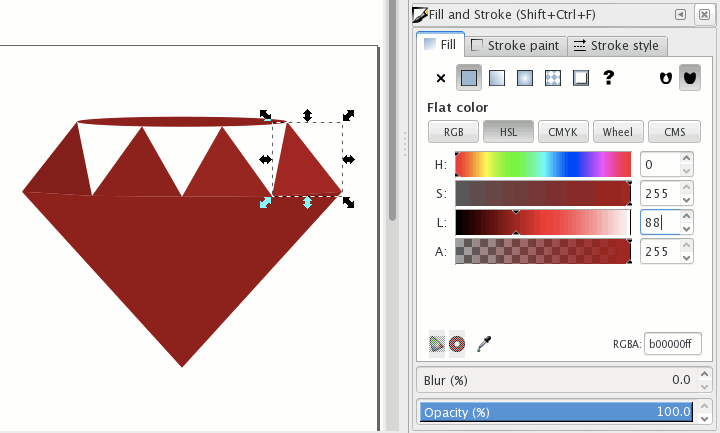 Fill and Stroke (Shift+Ctrl+F)
Fill Stroke paint Stroke style
?
Flat color
RGB HSL CMYK Wheel CMS
H: 0
S: 255
L: 88
A: 255
RGBA: b00000ff
Blur (%) 0.0
Opacity (%) 100.0